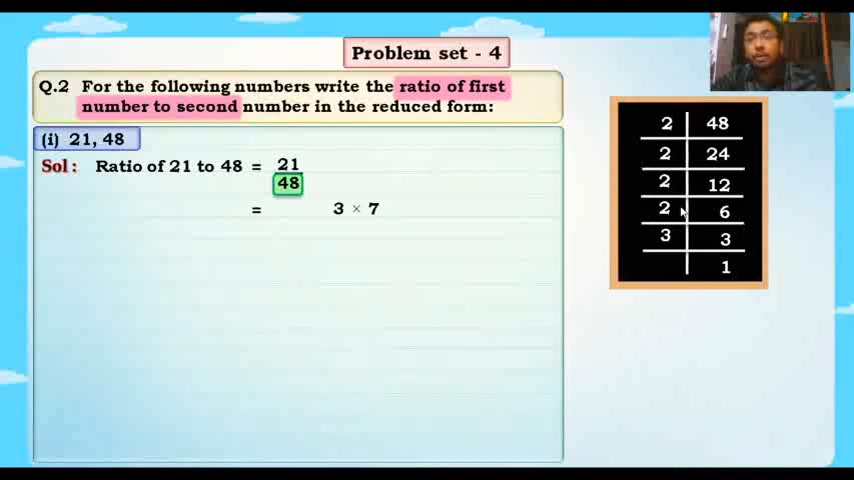 Problem set - 4
Q.2 For the following numbers write the ratio of first
number to second number in the reduced form:
(i) 21, 48
Sol : Ratio of 21 to 48 = 21
48
= 3 × 7
2 48
2 24
2 12
2 6
3 3
1